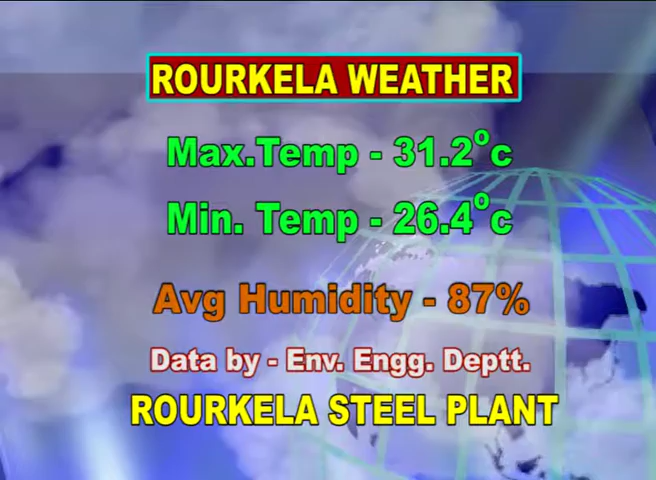 ROURKELA WEATHER
Max.Temp - 31.2°c
Min. Temp - 26.4°c
Avg Humidity - 87%
Data by - Env. Engg. Deptt.
ROURKELA STEEL PLANT